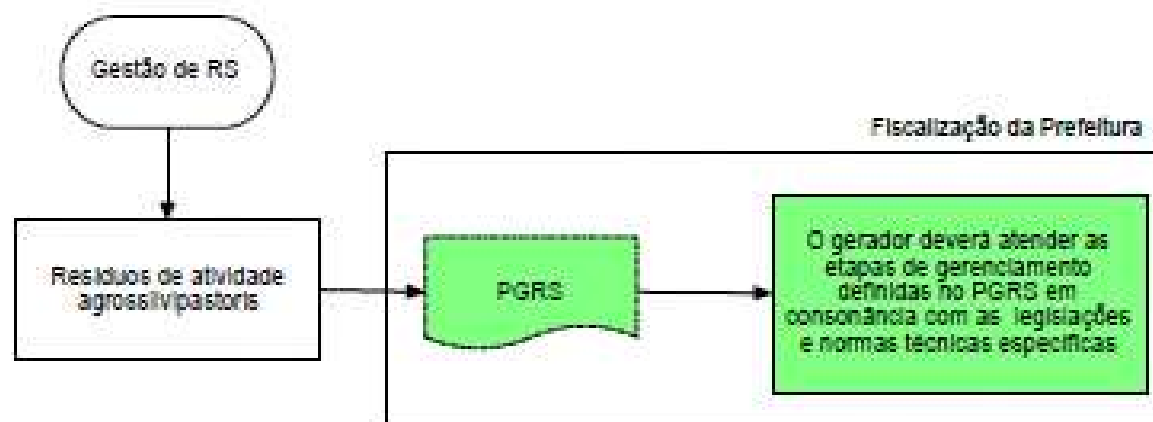 Gestão de RS
Fiscalização da Prefeitura
Resíduos de atividade
agrossilvipastoris
PGRS
O gerador deverá atender as
etapas de gerenciamento
definidas no PGRS em
consonância com as legislações
e normas técnicas específicas